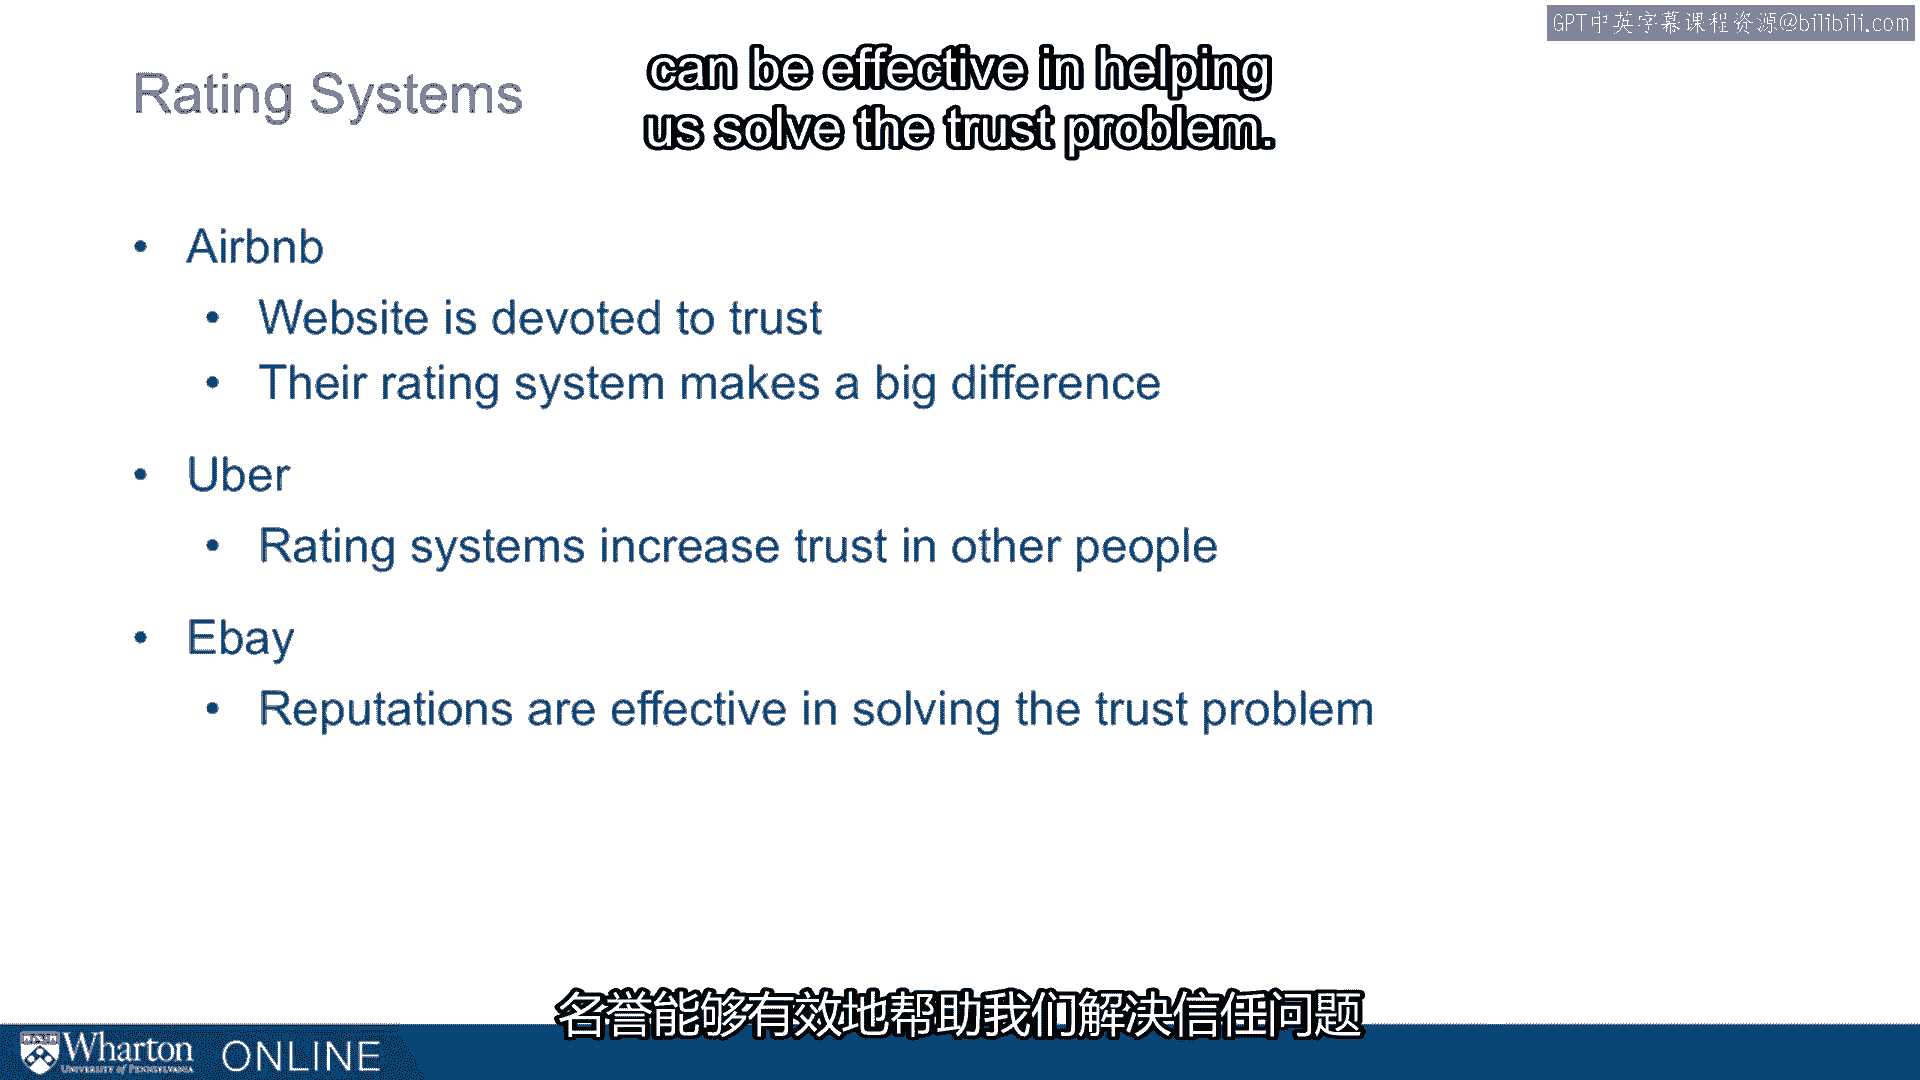 GPT中英字幕课程资源@bilibili.com
can be effective in helping
us solve the trust problem.
Rating Systems
• Airbnb
• Website is devoted to trust
• Their rating system makes a big difference
• Uber
• Rating systems increase trust in other people
• Ebay
• Reputations are effective in solving the trust problem
名誉能够有效地帮助我们解决信任问题
Wharton ONLINE
UNIVERSITY of PENNSYLVANIA